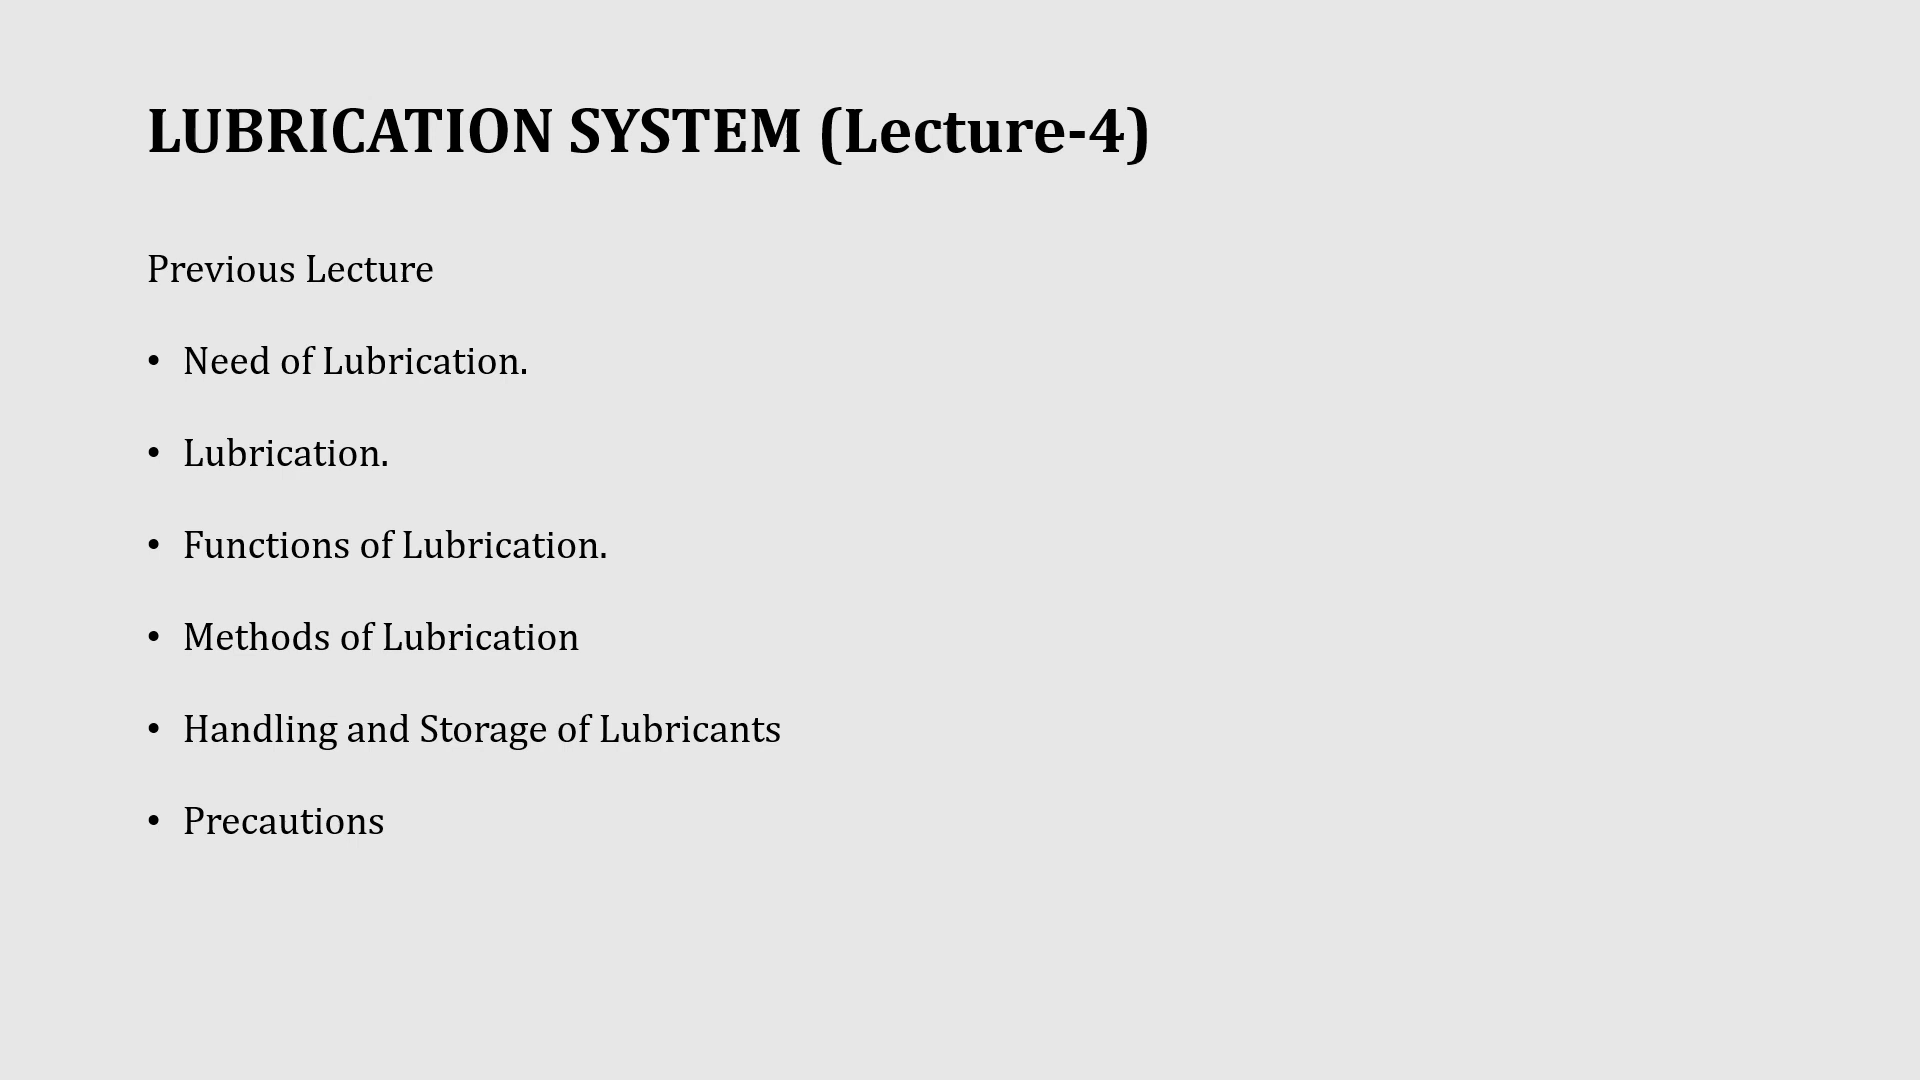 LUBRICATION SYSTEM (Lecture-4)
Previous Lecture
• Need of Lubrication.
• Lubrication.
• Functions of Lubrication.
• Methods of Lubrication
• Handling and Storage of Lubricants
• Precautions